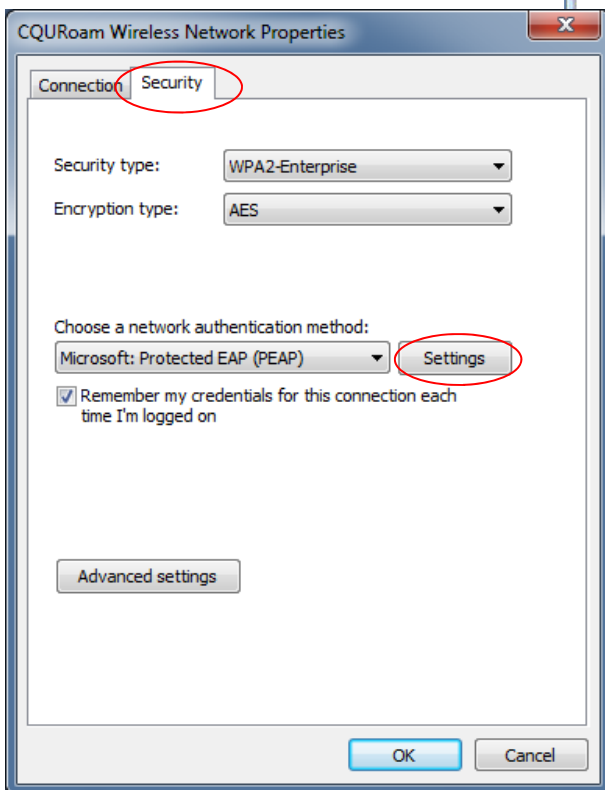 CQURoam Wireless Network Properties
Connection Security
Security type: WPA2-Enterprise
Encryption type: AES
Choose a network authentication method:
Microsoft: Protected EAP (PEAP) Settings
Remember my credentials for this connection each
time I'm logged on
Advanced settings
OK Cancel